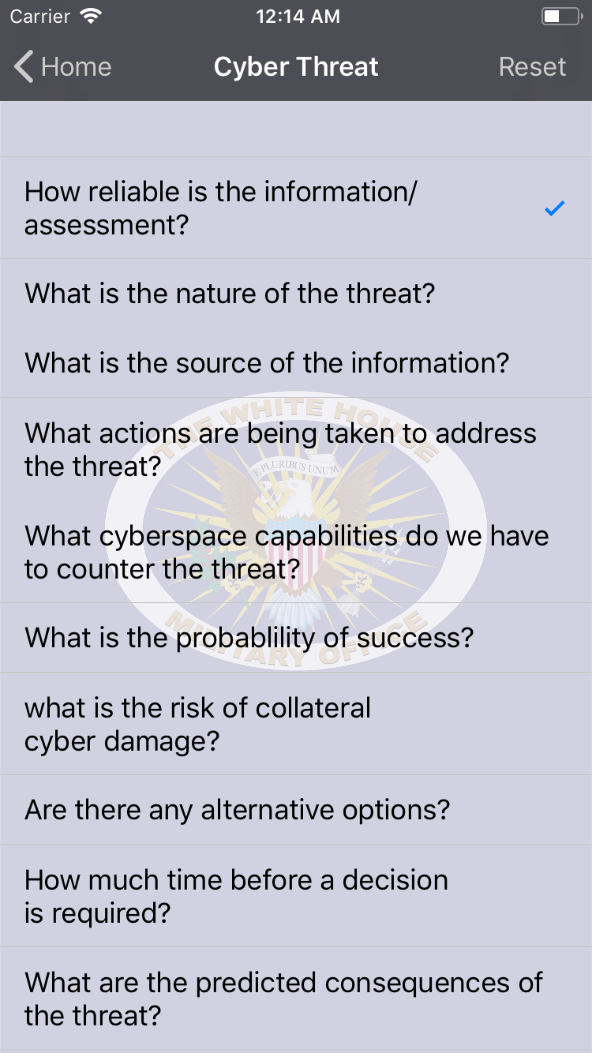 Carrier 12:14 AM
Home Cyber Threat Reset
How reliable is the information/
assessment?
What is the nature of the threat?
What is the source of the information?
THE WHITE HOUSE
What actions are being taken to address
the threat?
E PLURIBUS UNUM
What cyberspace capabilities do we have
to counter the threat?
What is the probablility of success?
MILITARY OFFICE
what is the risk of collateral
cyber damage?
Are there any alternative options?
How much time before a decision
is required?
What are the predicted consequences of
the threat?